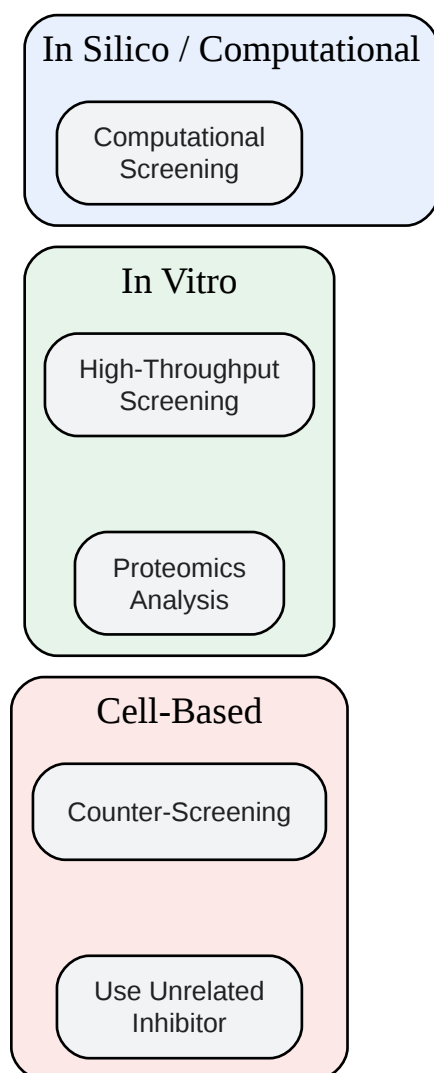 In Silico / Computational
Computational
Screening
In Vitro
High-Throughput
Screening
Proteomics
Analysis
Cell-Based
Counter-Screening
Use Unrelated
Inhibitor